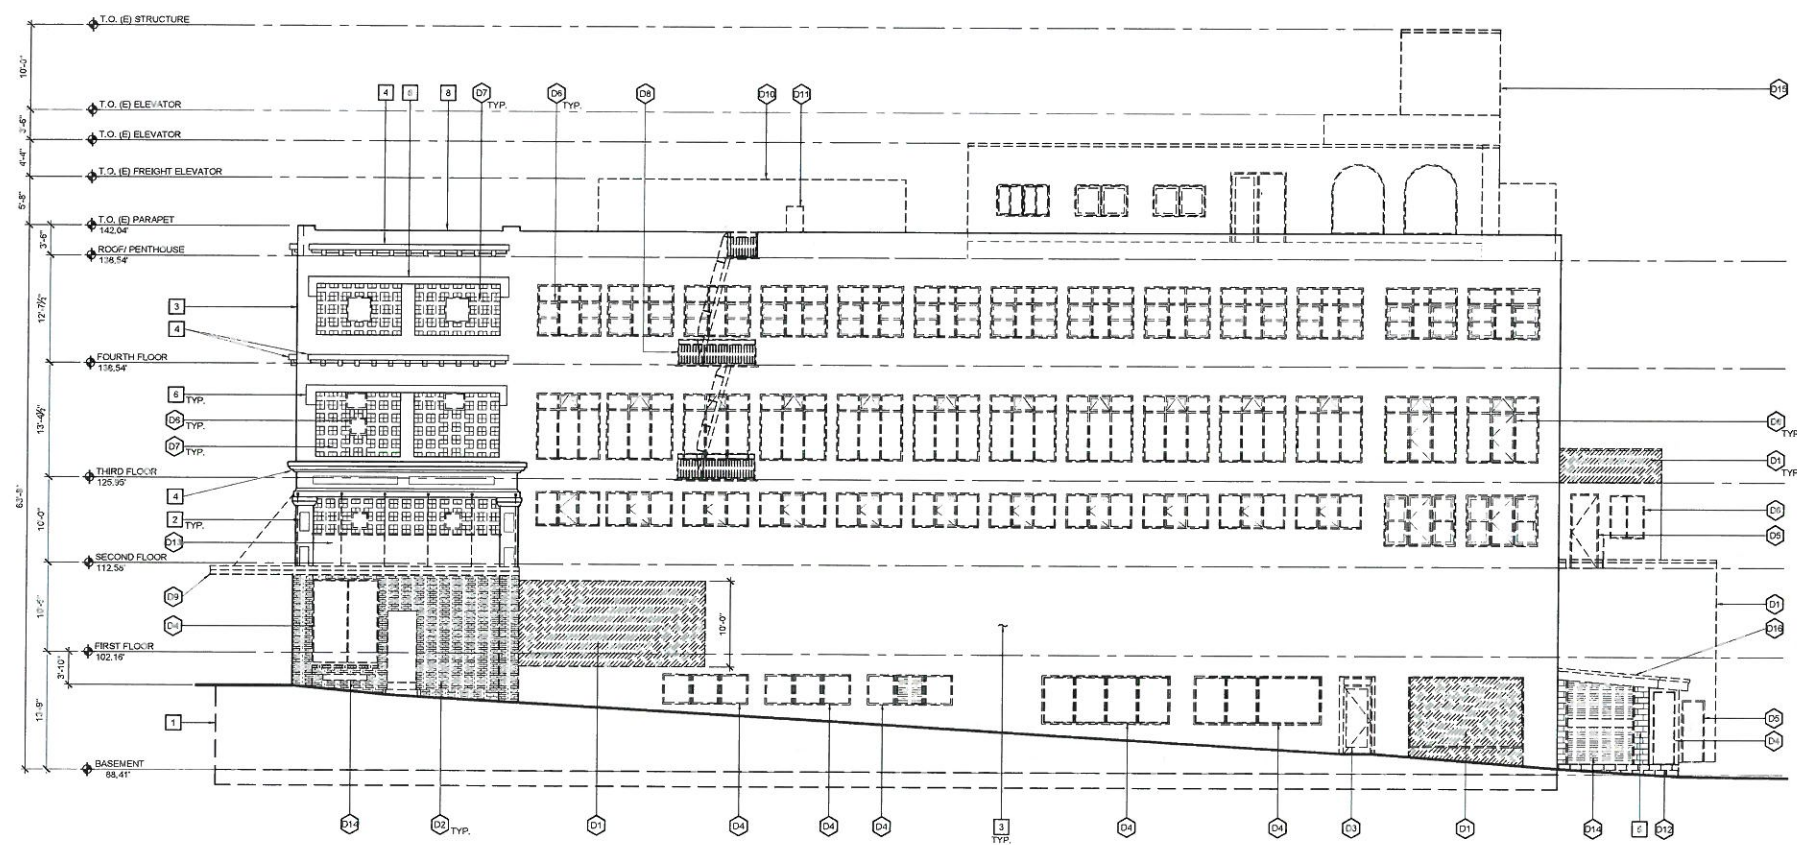 T.O. (E) STRUCTURE
10'-0"
T.O. (E) ELEVATOR
3'-6"
T.O. (E) ELEVATOR
4'-4"
T.O. (E) FREIGHT ELEVATOR
5'-8"
T.O. (E) PARAPET
142.04'
3'-6"
ROOF/ PENTHOUSE
138.54'
12'-7½"
FOURTH FLOOR
138.54'
13'-4½"
THIRD FLOOR
125.95'
10'-0"
SECOND FLOOR
112.56'
FIRST FLOOR
102.16'
3'-10"
13'-9"
BASEMENT
88.41'
63'-8"
4
8
D7
TYP.
D6
TYP.
D8
D10
D11
D15
3
4
6
TYP.
D6
TYP.
D7
TYP.
4
2
TYP.
D13
D9
D4
1
10'-0"
TYP
D1
TYP
D6
D5
D1
D16
D5
D4
D14
D2
TYP.
D1
D4
D4
D4
3
TYP.
D4
D4
D3
D1
D14
D12